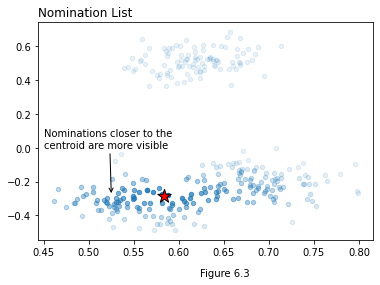 Nomination List
0.6
0.4
0.2
0.0
−0.2
−0.4
Nominations closer to the
centroid are more visible
0.45 0.50 0.55 0.60 0.65 0.70 0.75 0.80
Figure 6.3